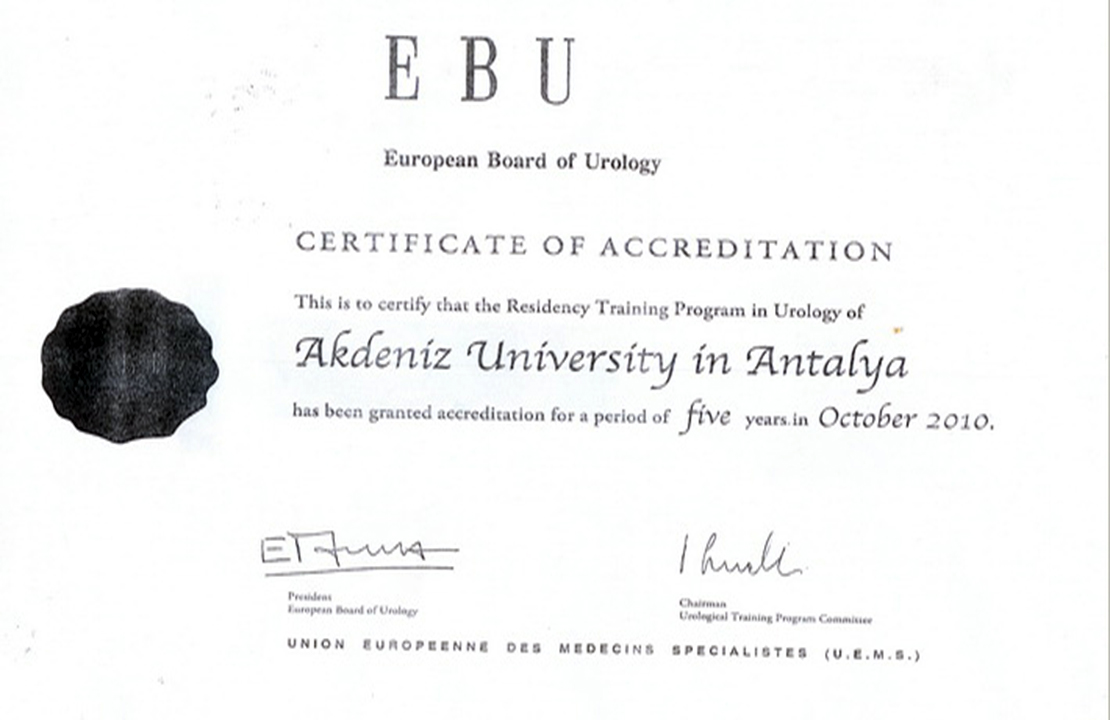 E B U
European Board of Urology
CERTIFICATE OF ACCREDITATION
This is to certify that the Residency Training Program in Urology of
Akdeniz University in Antalya
has been granted accreditation for a period of five years in October 2010.
President
European Board of Urology
Chairman
Urological Training Program Committee
UNION EUROPEENNE DES MEDECINS SPECIALISTES (U.E.M.S.)